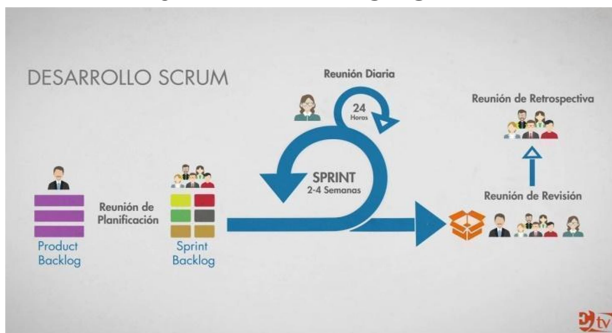 DESARROLLO SCRUM
Reunión Diaria
24
Horas
Reunión de Retrospectiva
SPRINT
2-4 Semanas
Reunión de
Planificación
Reunión de Revisión
Product
Backlog
Sprint
Backlog
tv